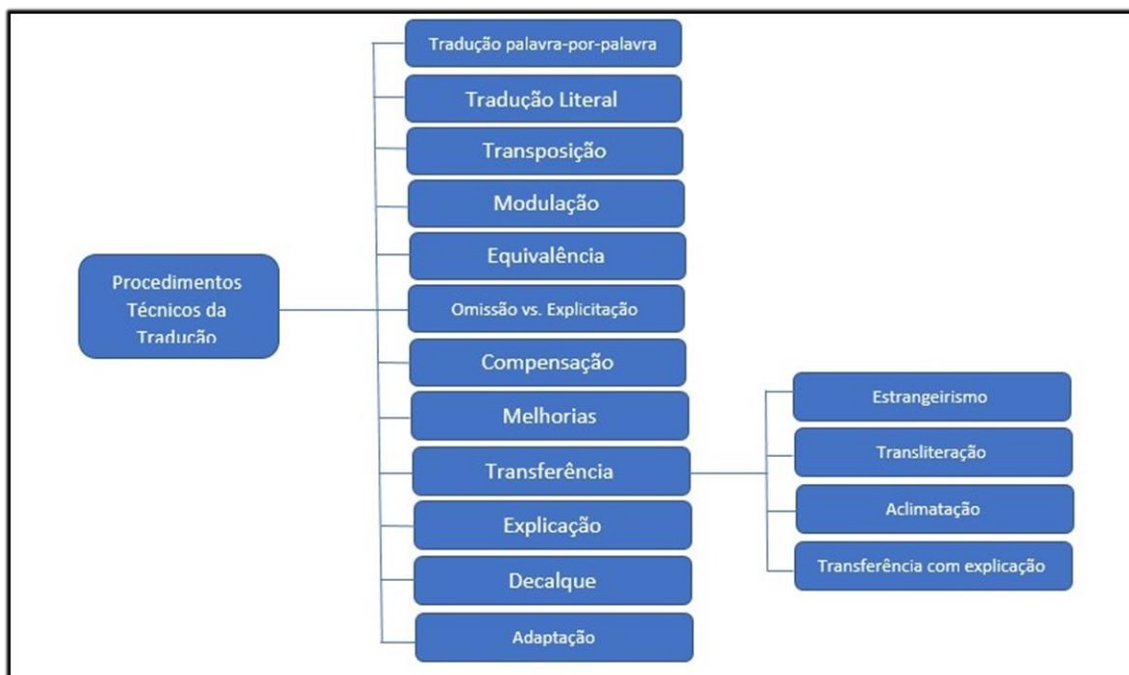 Procedimentos
Técnicos da
Tradução
Tradução palavra-por-palavra
Tradução Literal
Transposição
Modulação
Equivalência
Omissão vs. Explicitação
Compensação
Melhorias
Transferência
Explicação
Decalque
Adaptação
Estrangeirismo
Transliteração
Aclimatação
Transferência com explicação